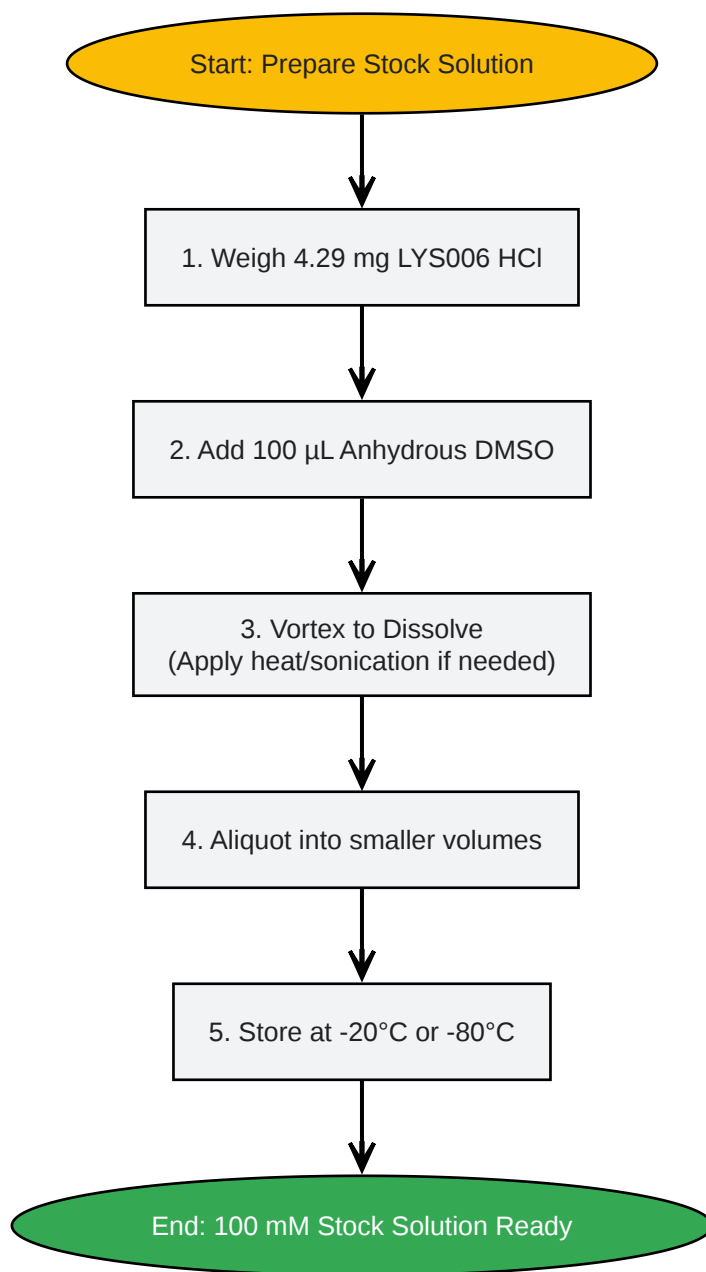 Start: Prepare Stock Solution
1. Weigh 4.29 mg LYS006 HCl
2. Add 100 µL Anhydrous DMSO
3. Vortex to Dissolve
(Apply heat/sonication if needed)
4. Aliquot into smaller volumes
5. Store at -20°C or -80°C
End: 100 mM Stock Solution Ready